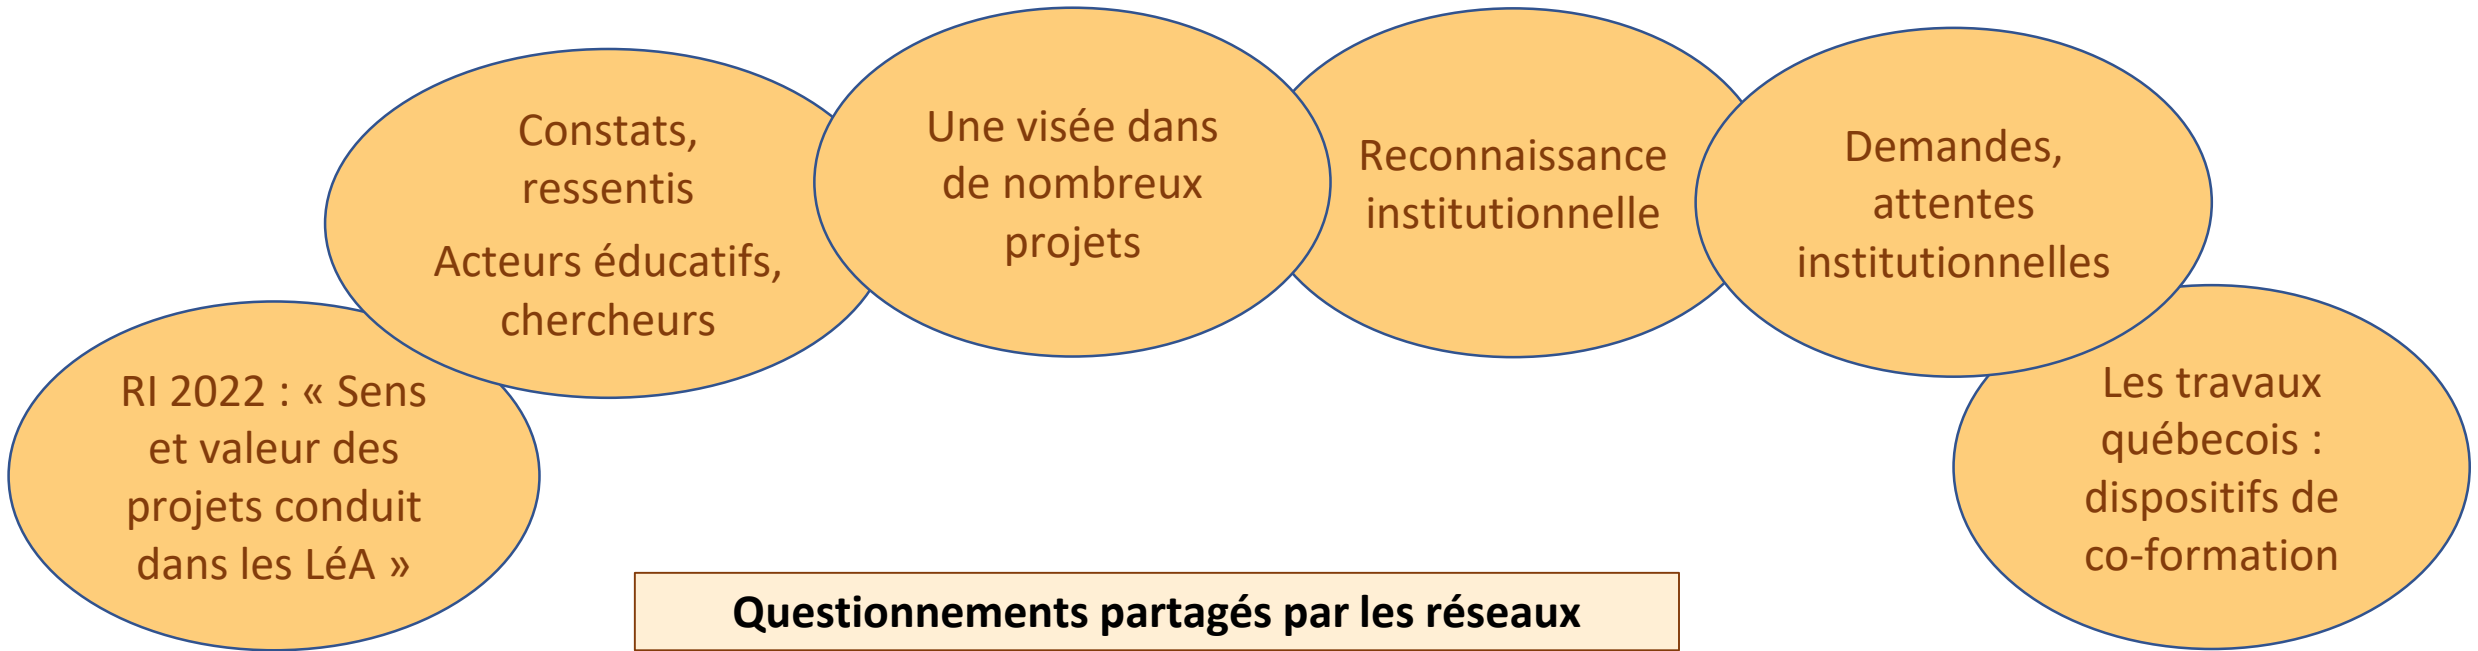 RI 2022 : « Sens
et valeur des
projets conduit
dans les LéA »
Constats,
ressentis
Acteurs éducatifs,
chercheurs
Une visée dans
de nombreux
projets
Reconnaissance
institutionnelle
Demandes,
attentes
institutionnelles
Les travaux
québecois :
dispositifs de
co-formation
Questionnements partagés par les réseaux